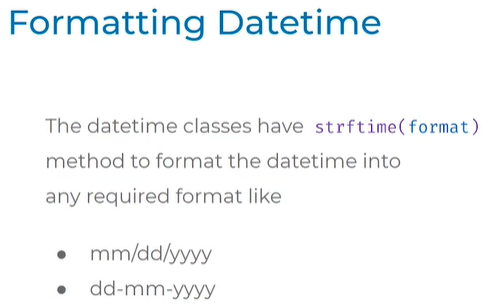 Formatting Datetime
The datetime classes have strftime(format)
method to format the datetime into
any required format like
● mm/dd/yyyy
● dd-mm-yyyy